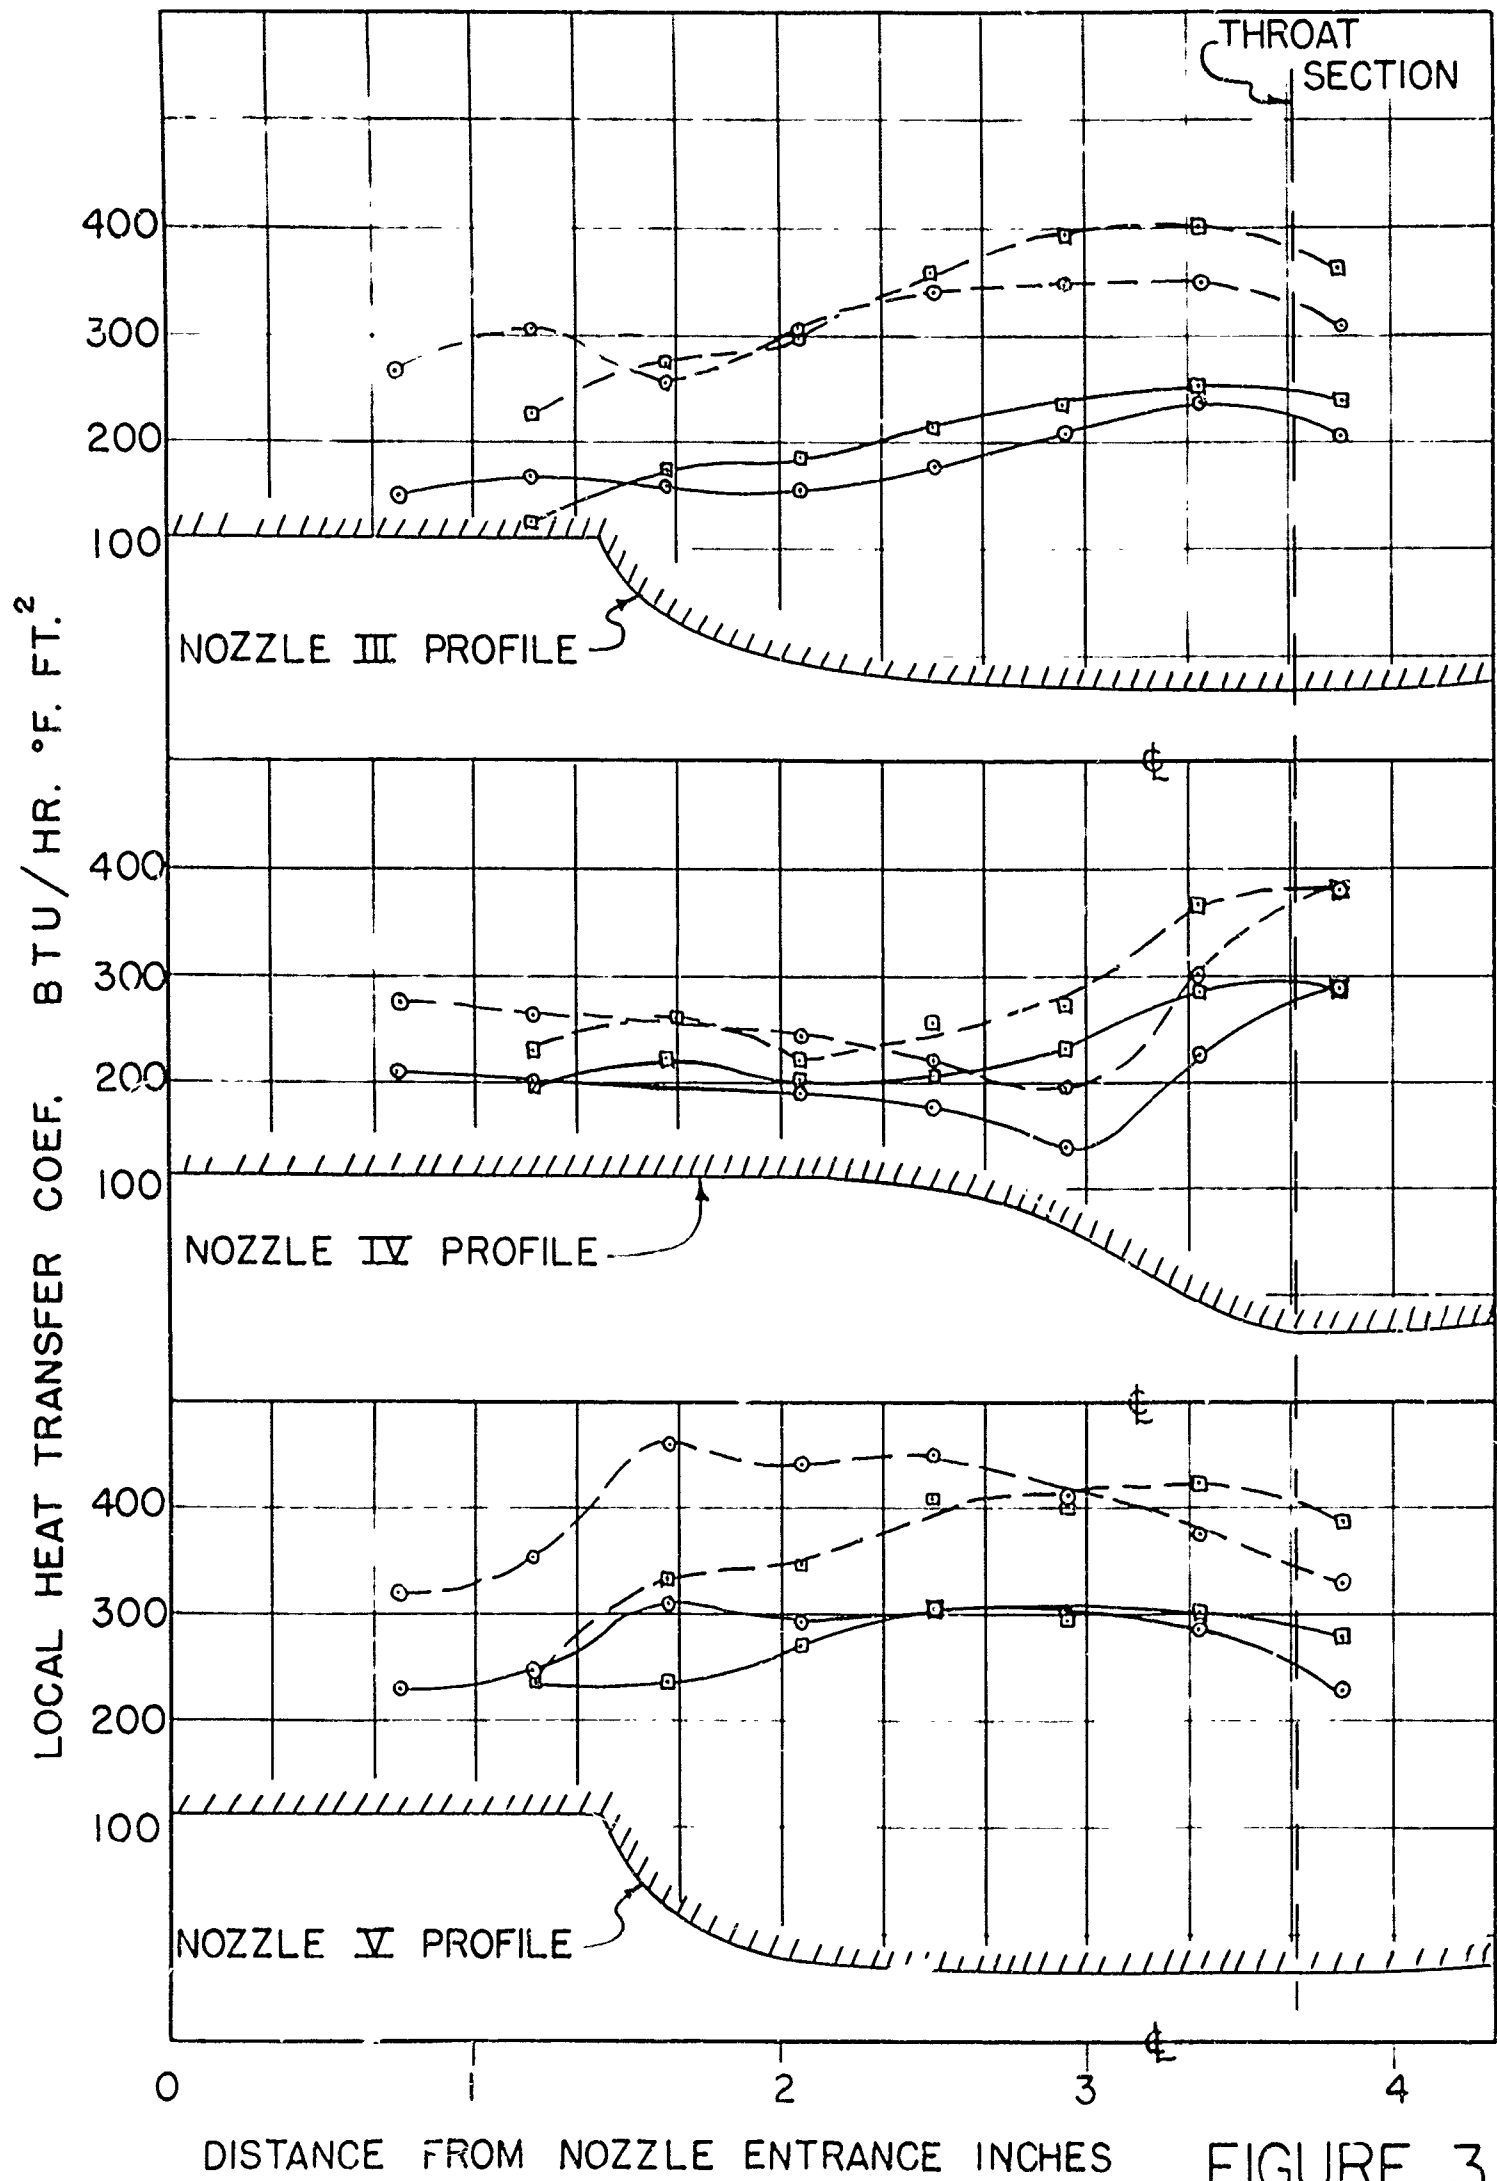 THROAT
SECTION
400
300
200
100
NOZZLE III PROFILE
℄
400
300
200
100
NOZZLE IV PROFILE
℄
400
300
200
100
NOZZLE V PROFILE
℄
0 1 2 3 4
LOCAL HEAT TRANSFER COEF. BTU/HR. °F. FT.²
DISTANCE FROM NOZZLE ENTRANCE INCHES
FIGURE 3